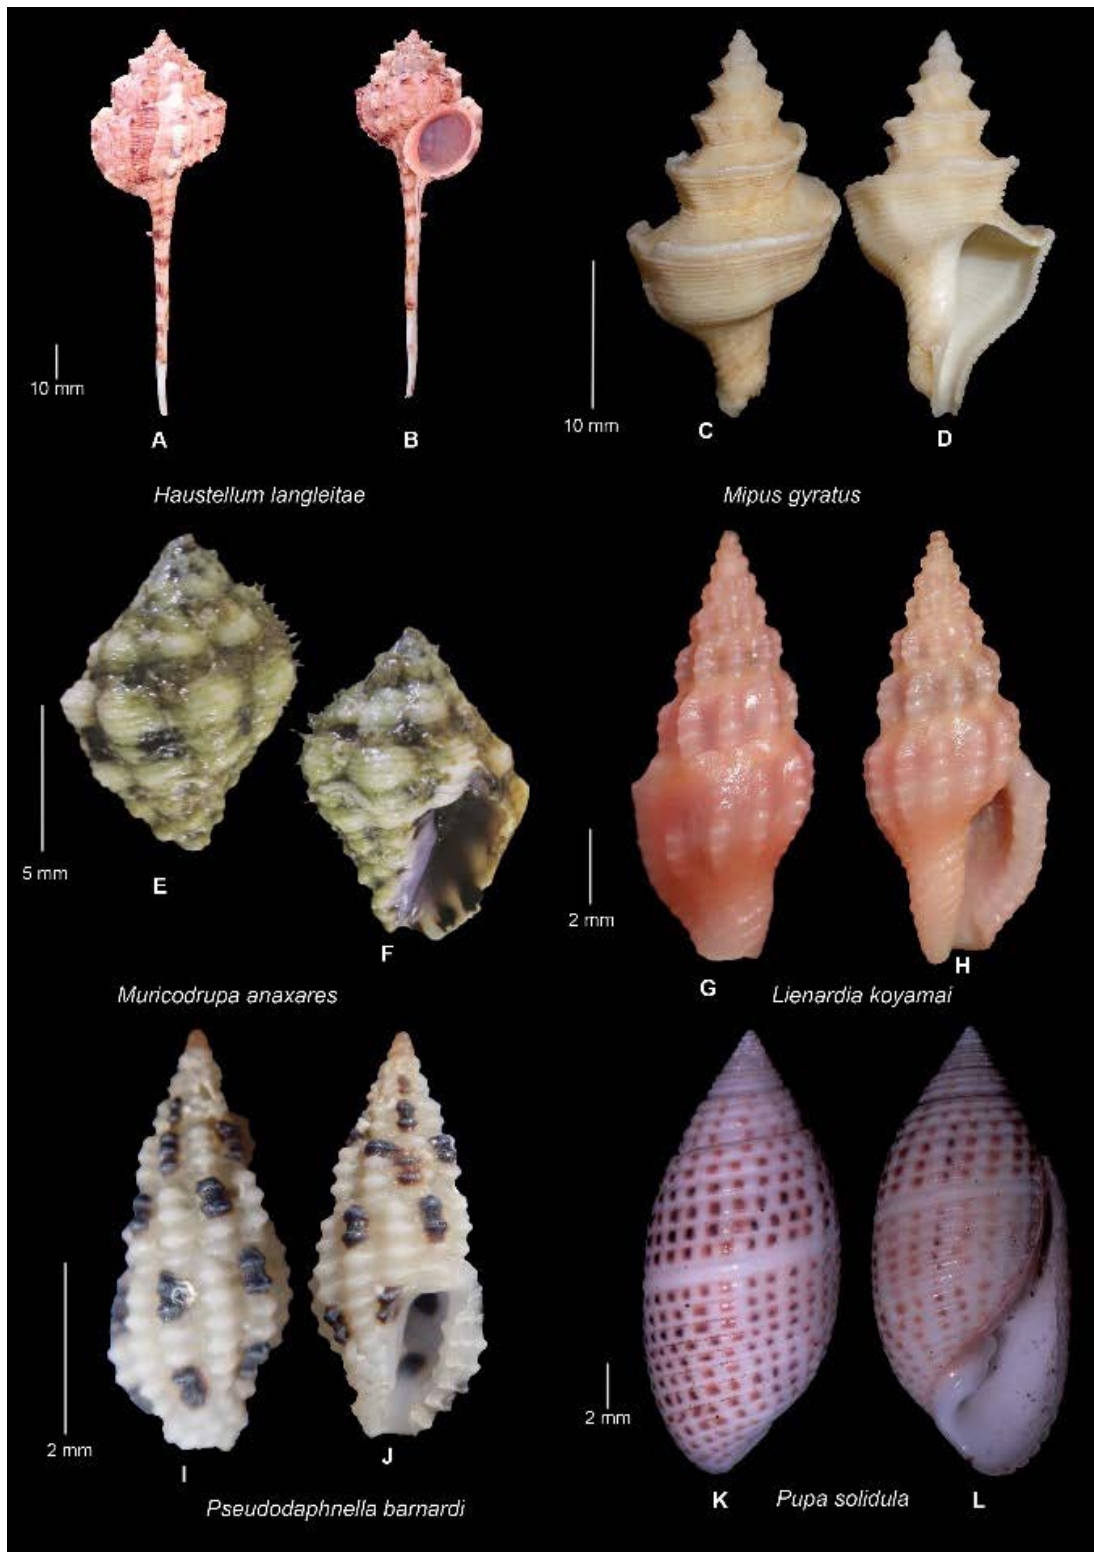 10 mm
A
B
10 mm
C
D
Haustellum langleitae
Mipus gyratus
5 mm
E
F
2 mm
G
H
Muricodrupa anaxares
Lienardia koyamai
2 mm
I
J
2 mm
K
L
Pseudodaphnella barnardi
Pupa solidula